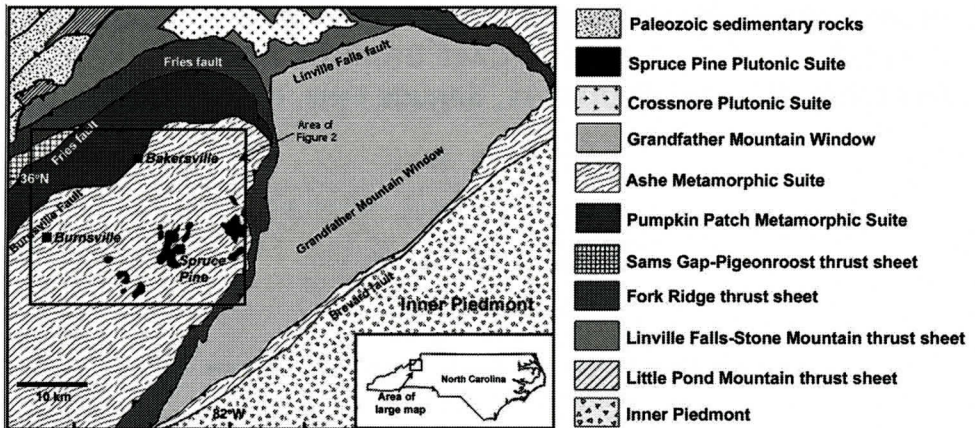 Fries fault
Linville Falls fault
Area of
Figure 2
Fries fault
36°N
Bakersville
Burnsville Fault
Burnsville
Spruce
Pine
Grandfather Mountain Window
Brevard fault
Inner Piedmont
10 km
82°W
North Carolina
Area of
large map
Paleozoic sedimentary rocks
Spruce Pine Plutonic Suite
Crossnore Plutonic Suite
Grandfather Mountain Window
Ashe Metamorphic Suite
Pumpkin Patch Metamorphic Suite
Sams Gap-Pigeonroost thrust sheet
Fork Ridge thrust sheet
Linville Falls-Stone Mountain thrust sheet
Little Pond Mountain thrust sheet
Inner Piedmont